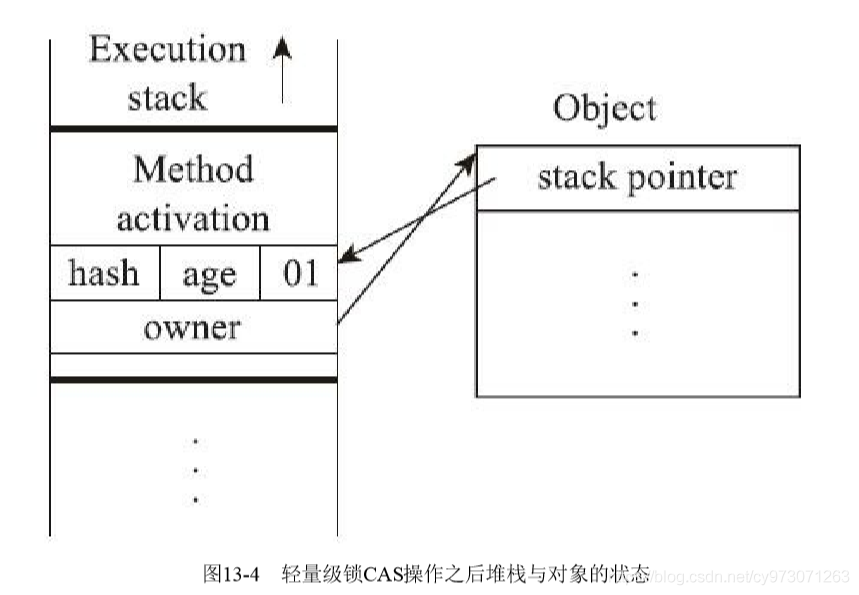 Execution
stack
Method
activation
hash age 01
owner
Object
stack pointer
图13-4 轻量级锁CAS操作之后堆栈与对象的状态
blog.csdn.net/cy973071263